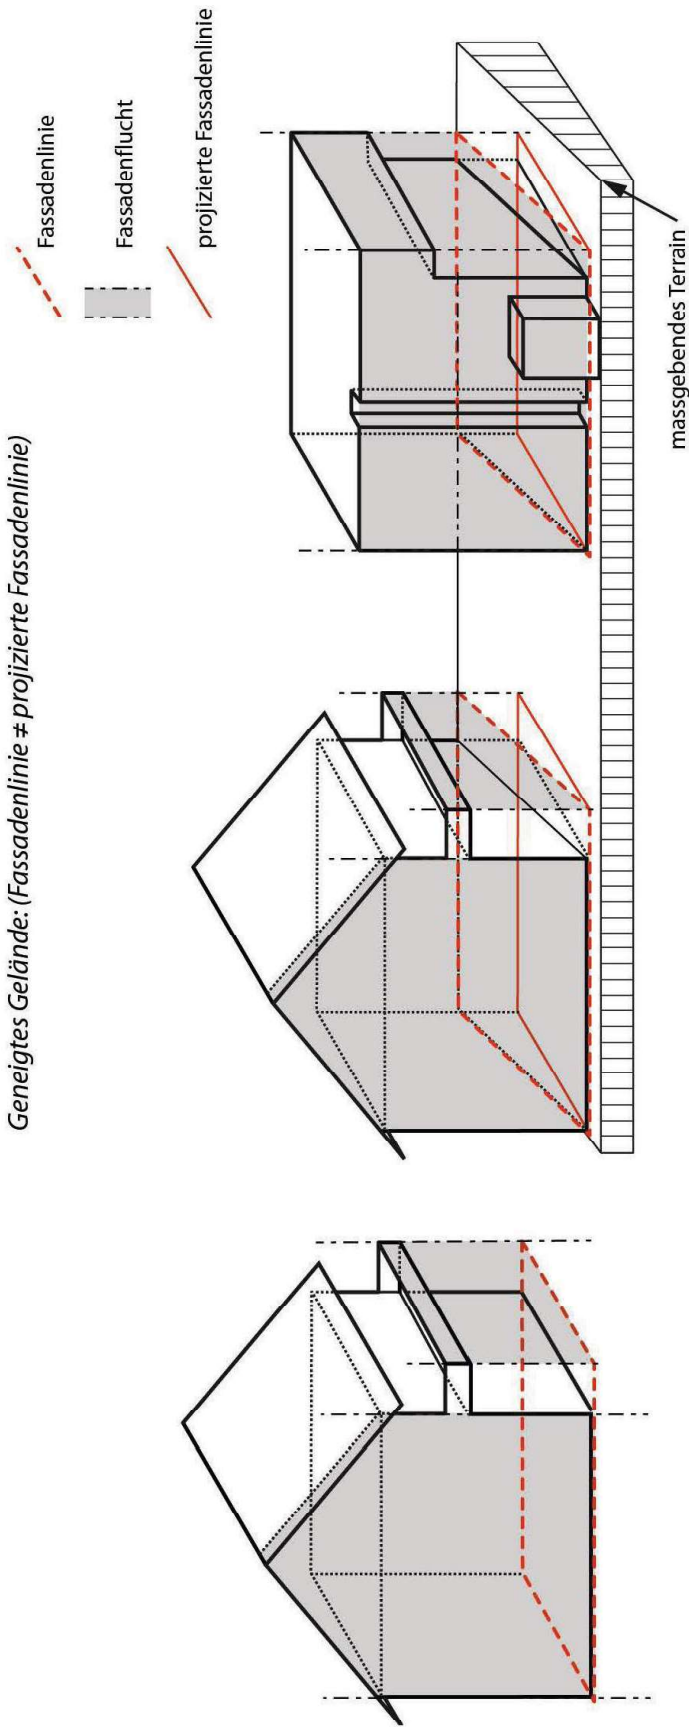 Geneigtes Gelände: (Fassadenlinie ≠ projizierte Fassadenlinie)
Fassadenlinie
Fassadenflucht
projizierte Fassadenlinie
massgebendes Terrain